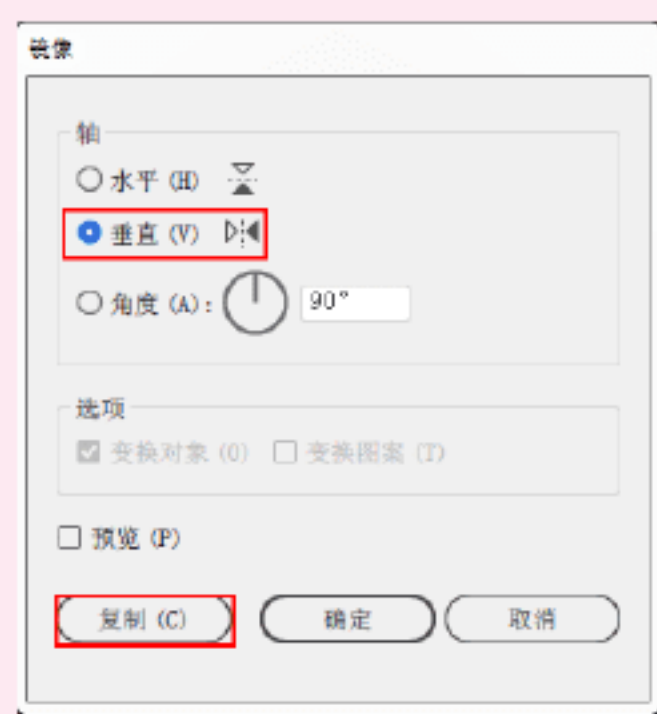 镜像
轴
水平 (H)
垂直 (V)
角度 (A): 90°
选项
变换对象 (O) 变换图案 (T)
预览 (P)
复制 (C) 确定 取消